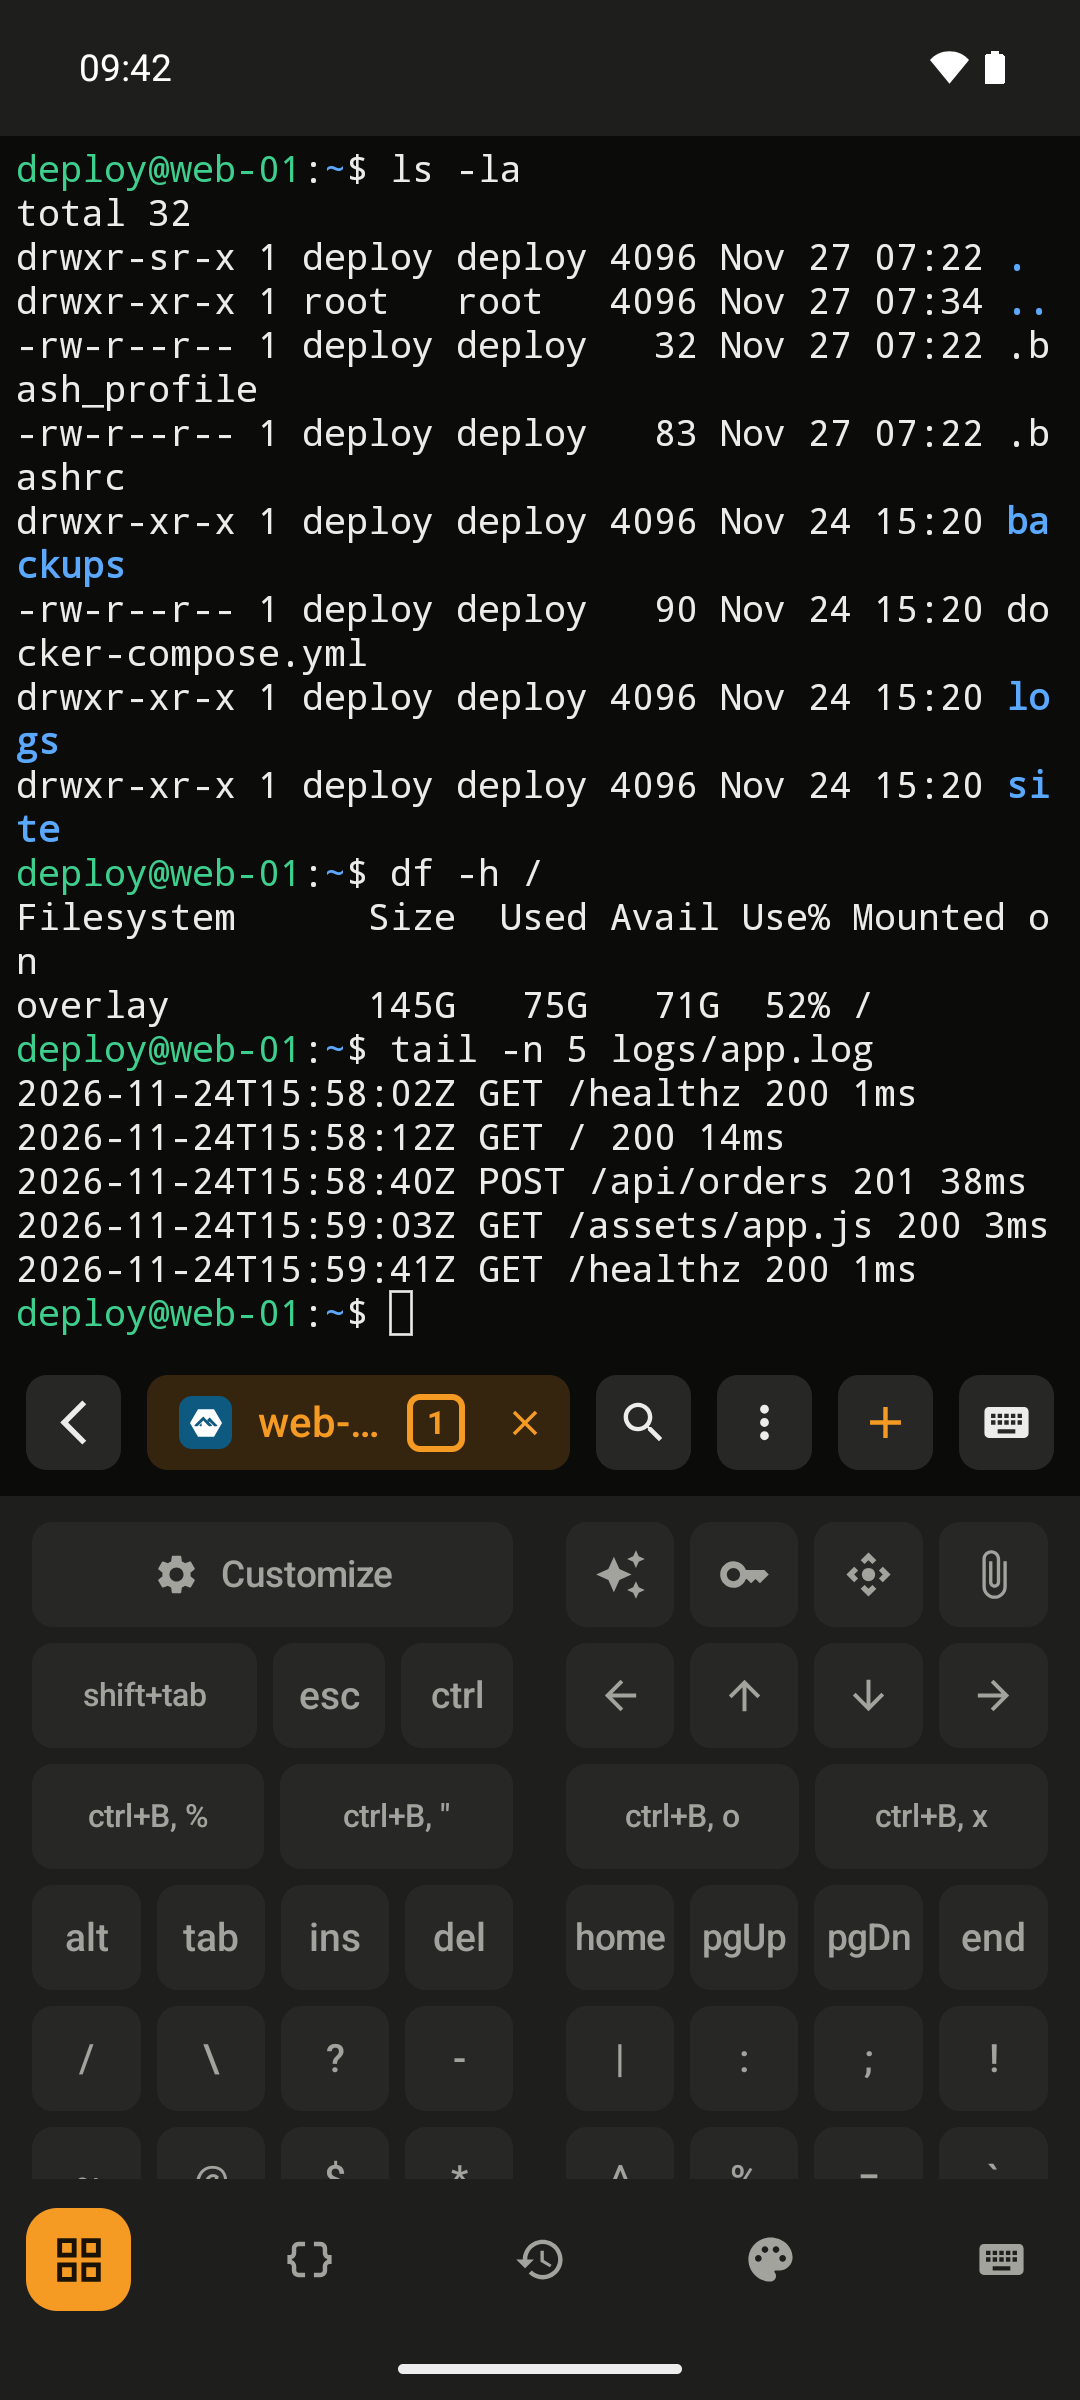 09:42
deploy@web-01:~$ ls -la
total 32
drwxr-sr-x 1 deploy deploy 4096 Nov 27 07:22 .
drwxr-xr-x 1 root   root   4096 Nov 27 07:34 ..
-rw-r--r-- 1 deploy deploy   32 Nov 27 07:22 .b
ash_profile
-rw-r--r-- 1 deploy deploy   83 Nov 27 07:22 .b
ashrc
drwxr-xr-x 1 deploy deploy 4096 Nov 24 15:20 ba
ckups
-rw-r--r-- 1 deploy deploy   90 Nov 24 15:20 do
cker-compose.yml
drwxr-xr-x 1 deploy deploy 4096 Nov 24 15:20 lo
gs
drwxr-xr-x 1 deploy deploy 4096 Nov 24 15:20 si
te
deploy@web-01:~$ df -h /
Filesystem      Size  Used Avail Use% Mounted o
n
overlay         145G   75G   71G  52% /
deploy@web-01:~$ tail -n 5 logs/app.log
2026-11-24T15:58:02Z GET /healthz 200 1ms
2026-11-24T15:58:12Z GET / 200 14ms
2026-11-24T15:58:40Z POST /api/orders 201 38ms
2026-11-24T15:59:03Z GET /assets/app.js 200 3ms
2026-11-24T15:59:41Z GET /healthz 200 1ms
deploy@web-01:~$
web-... 1
Customize
shift+tab esc ctrl
ctrl+B, % ctrl+B, " ctrl+B, o ctrl+B, x
alt tab ins del home pgUp pgDn end
/ \ ? - | : ; !
@ $ * ^ % `